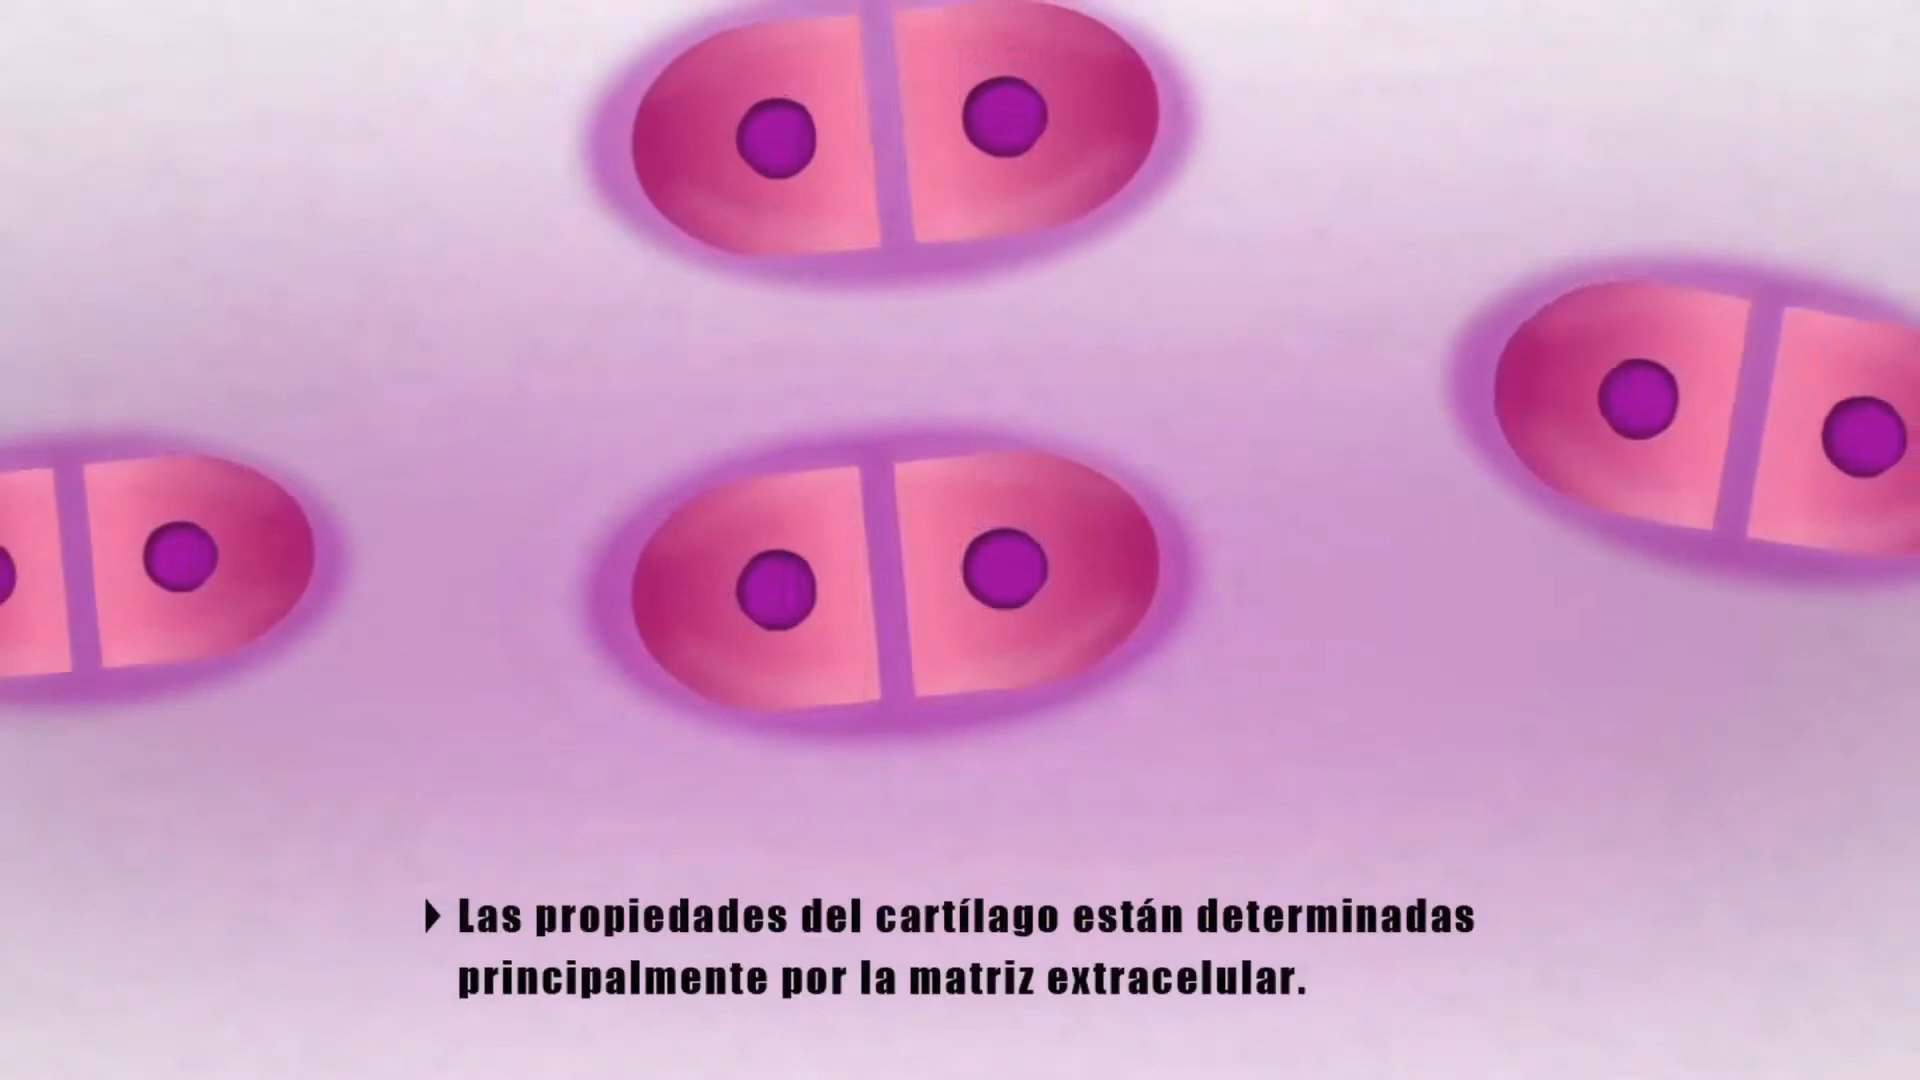 Las propiedades del cartílago están determinadas
principalmente por la matriz extracelular.